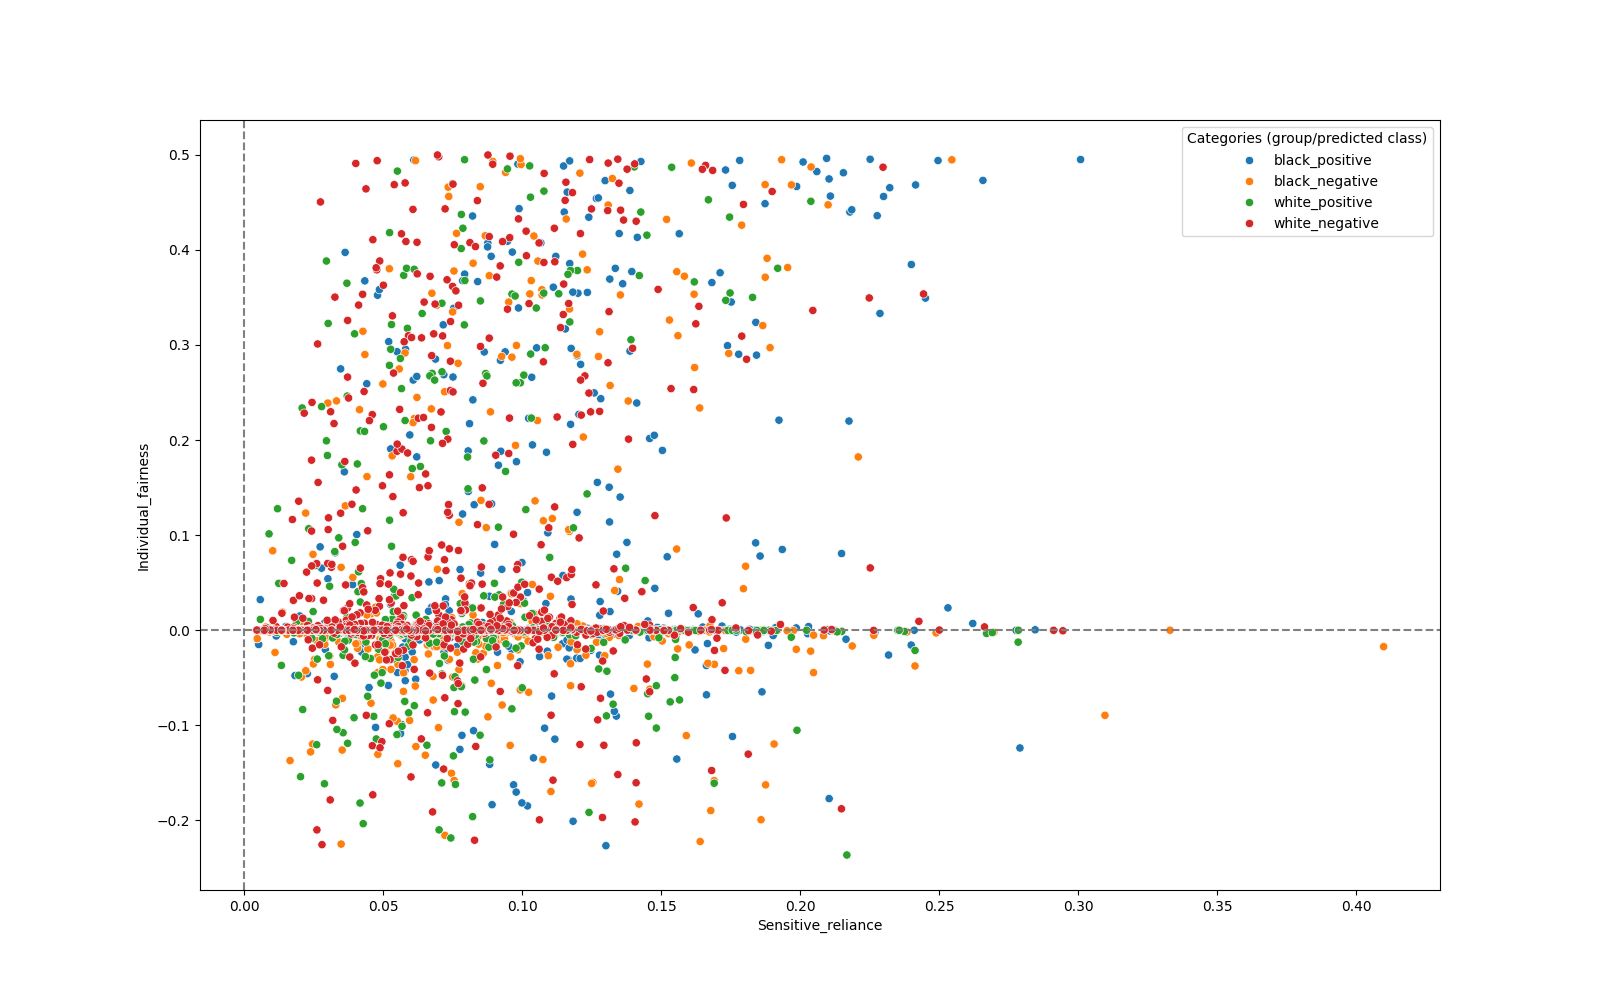 Categories (group/predicted class)
black_positive
black_negative
white_positive
white_negative
Individual_fairness
0.5
0.4
0.3
0.2
0.1
0.0
−0.1
−0.2
0.00 0.05 0.10 0.15 0.20 0.25 0.30 0.35 0.40
Sensitive_reliance